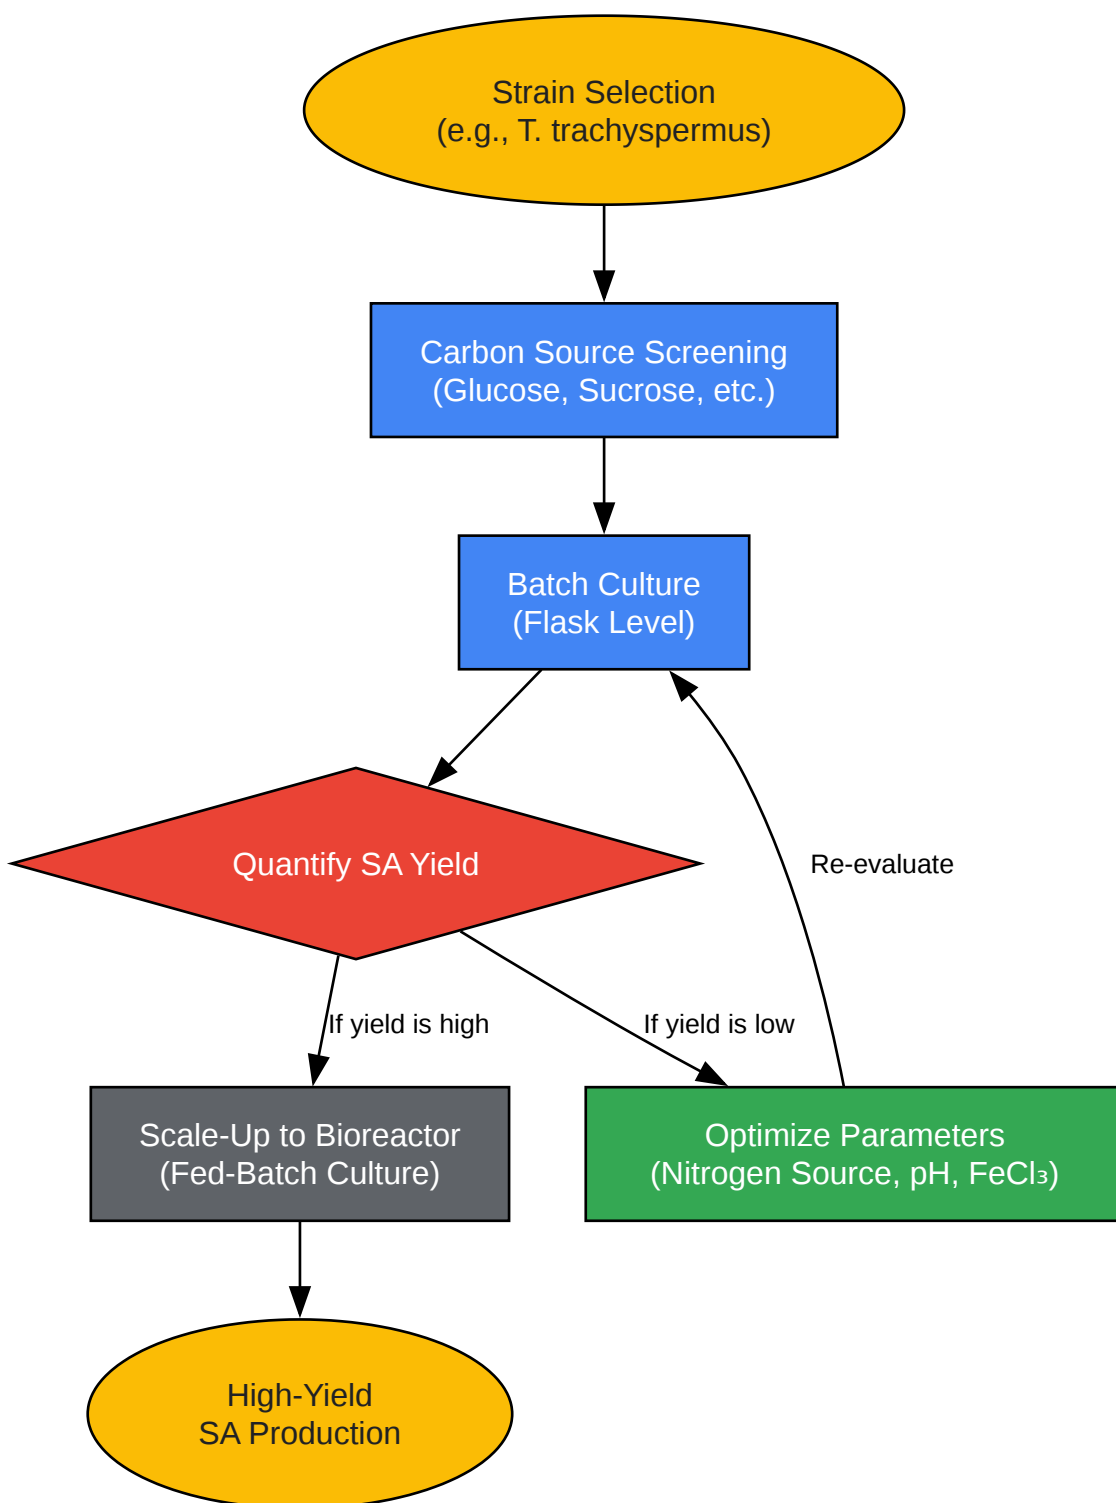 Strain Selection
(e.g., T. trachyspermus)
Carbon Source Screening
(Glucose, Sucrose, etc.)
Batch Culture
(Flask Level)
Quantify SA Yield
Re-evaluate
If yield is high
If yield is low
Scale-Up to Bioreactor
(Fed-Batch Culture)
Optimize Parameters
(Nitrogen Source, pH, FeCl₃)
High-Yield
SA Production